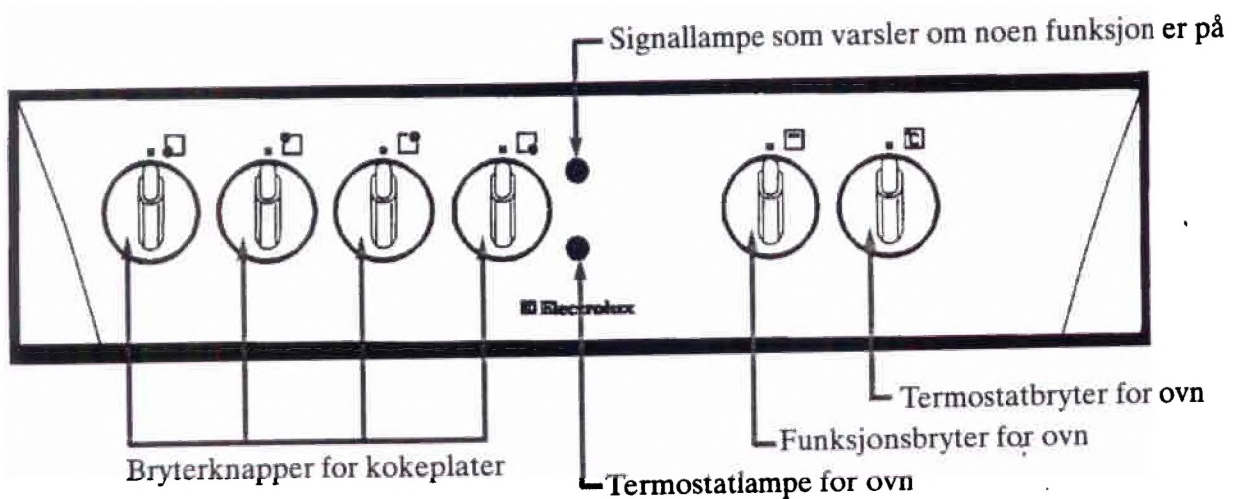 Signallampe som varsler om noen funksjon er på
Electrolux
Termostatbryter for ovn
Funksjonsbryter for ovn
Bryterknapper for kokeplater
Termostatlampe for ovn